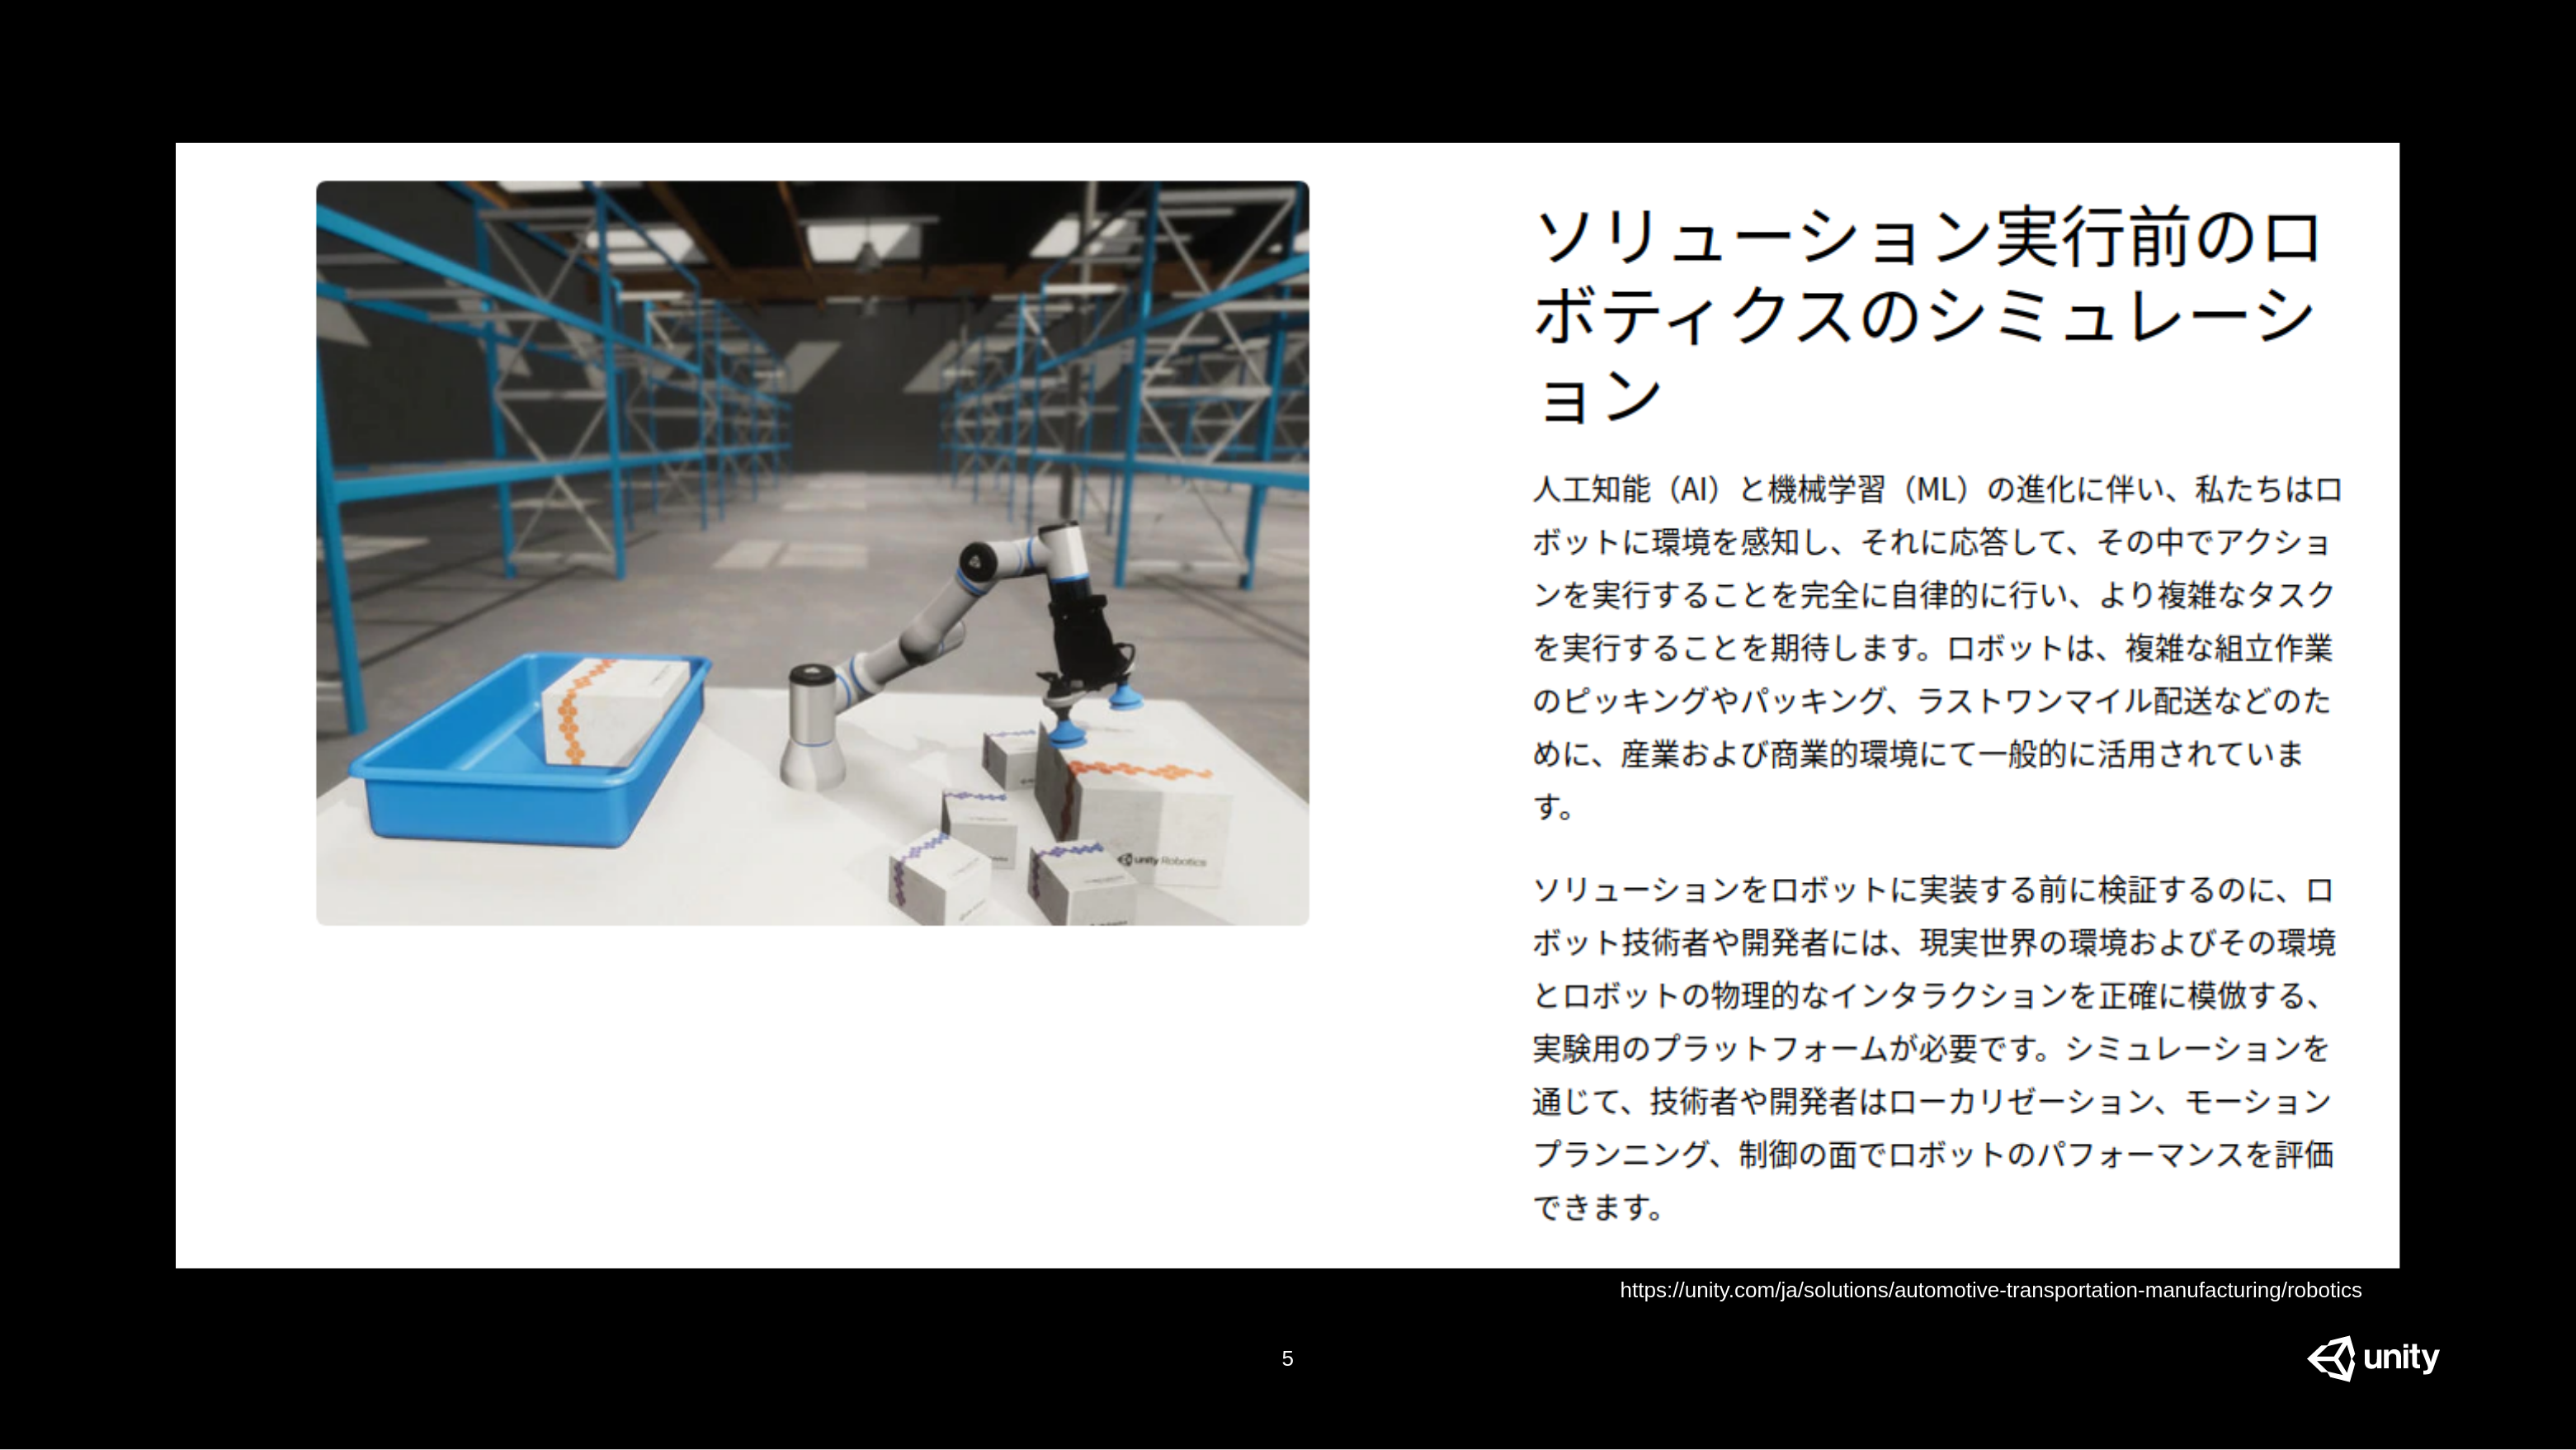 ソリューション実行前のロ
ボティクスのシミュレーシ
ョン
人工知能（AI）と機械学習（ML）の進化に伴い、私たちはロ
ボットに環境を感知し、それに応答して、その中でアクショ
ンを実行することを完全に自律的に行い、より複雑なタスク
を実行することを期待します。ロボットは、複雑な組立作業
のピッキングやパッキング、ラストワンマイル配送などのた
めに、産業および商業的環境にて一般的に活用されていま
す。
ソリューションをロボットに実装する前に検証するのに、ロ
ボット技術者や開発者には、現実世界の環境およびその環境
とロボットの物理的なインタラクションを正確に模倣する、
実験用のプラットフォームが必要です。シミュレーションを
通じて、技術者や開発者はローカリゼーション、モーション
プランニング、制御の面でロボットのパフォーマンスを評価
できます。
unity Robotics
https://unity.com/ja/solutions/automotive-transportation-manufacturing/robotics
5
unity